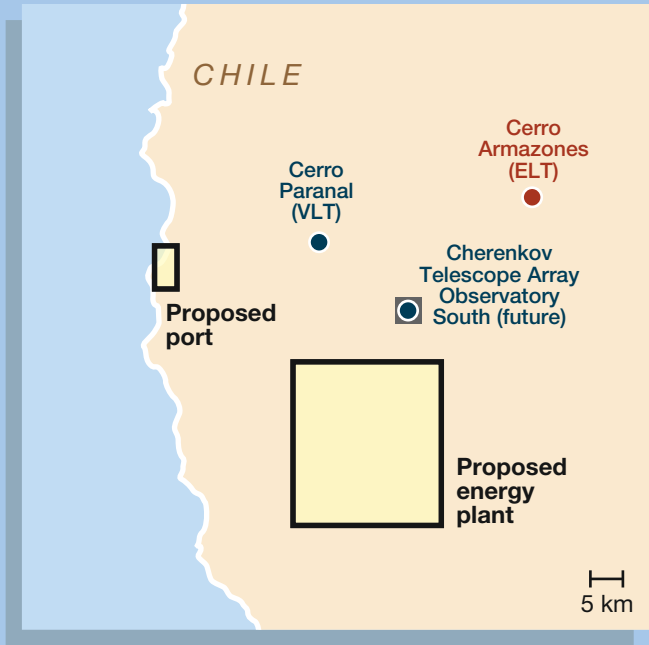 CHILE
Cerro
Armazones
(ELT)
Cerro
Paranal
(VLT)
Cherenkov
Telescope Array
Observatory
South (future)
Proposed
port
Proposed
energy
plant
5 km